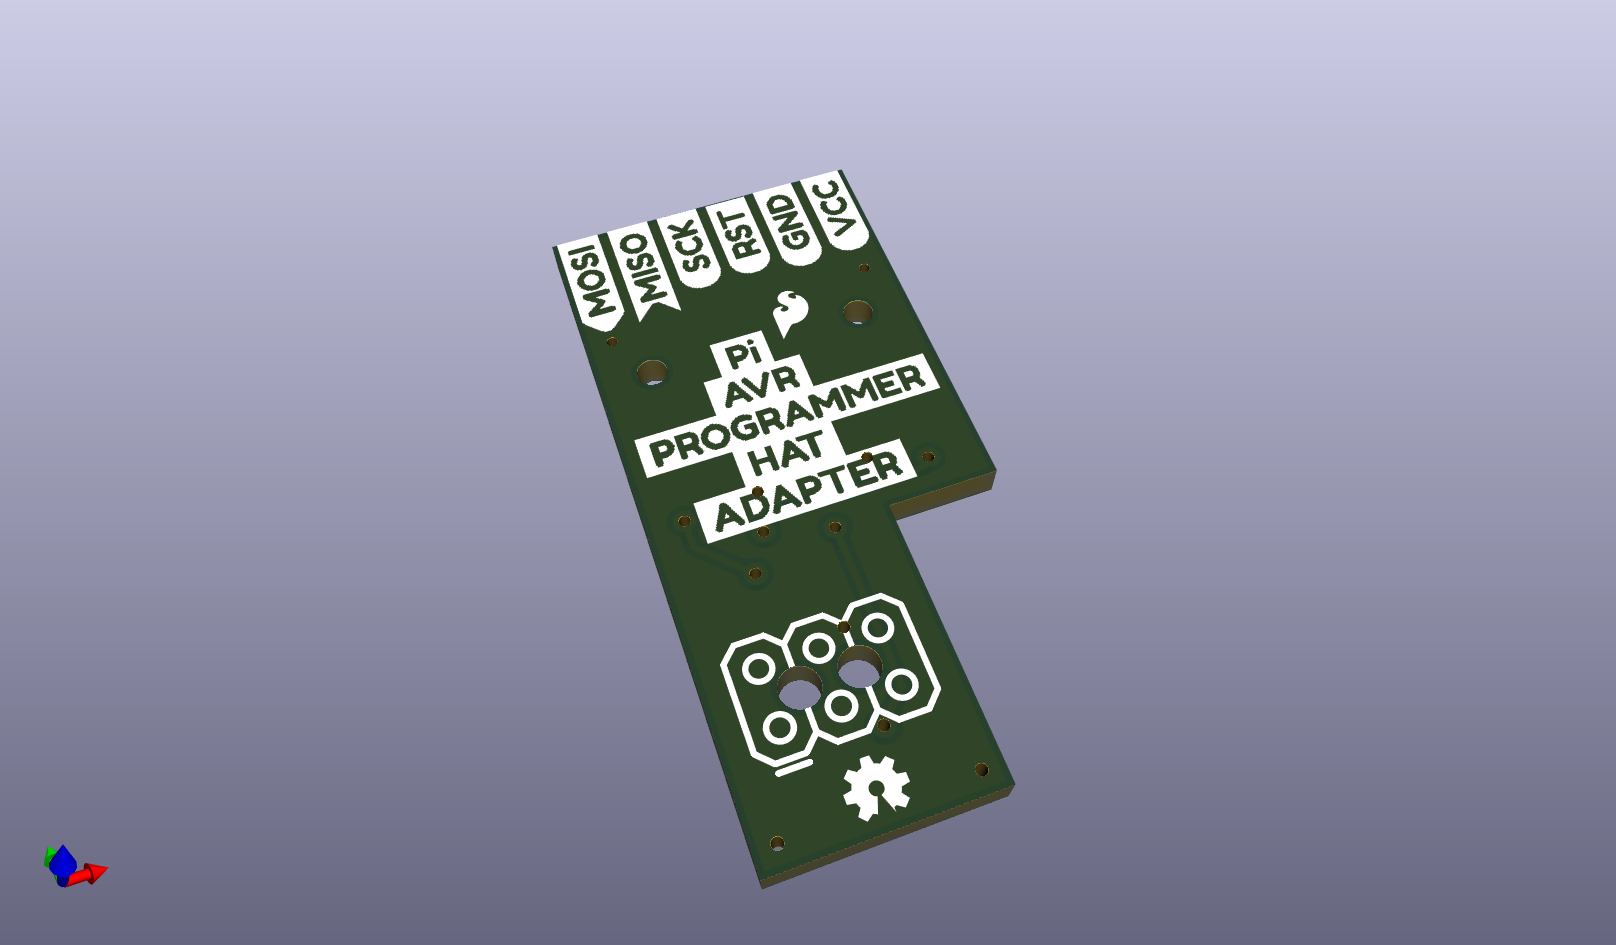 MOSI
MISO
SCK
RST
GND
VCC
Pi
AVR
PROGRAMMER
HAT
ADAPTER